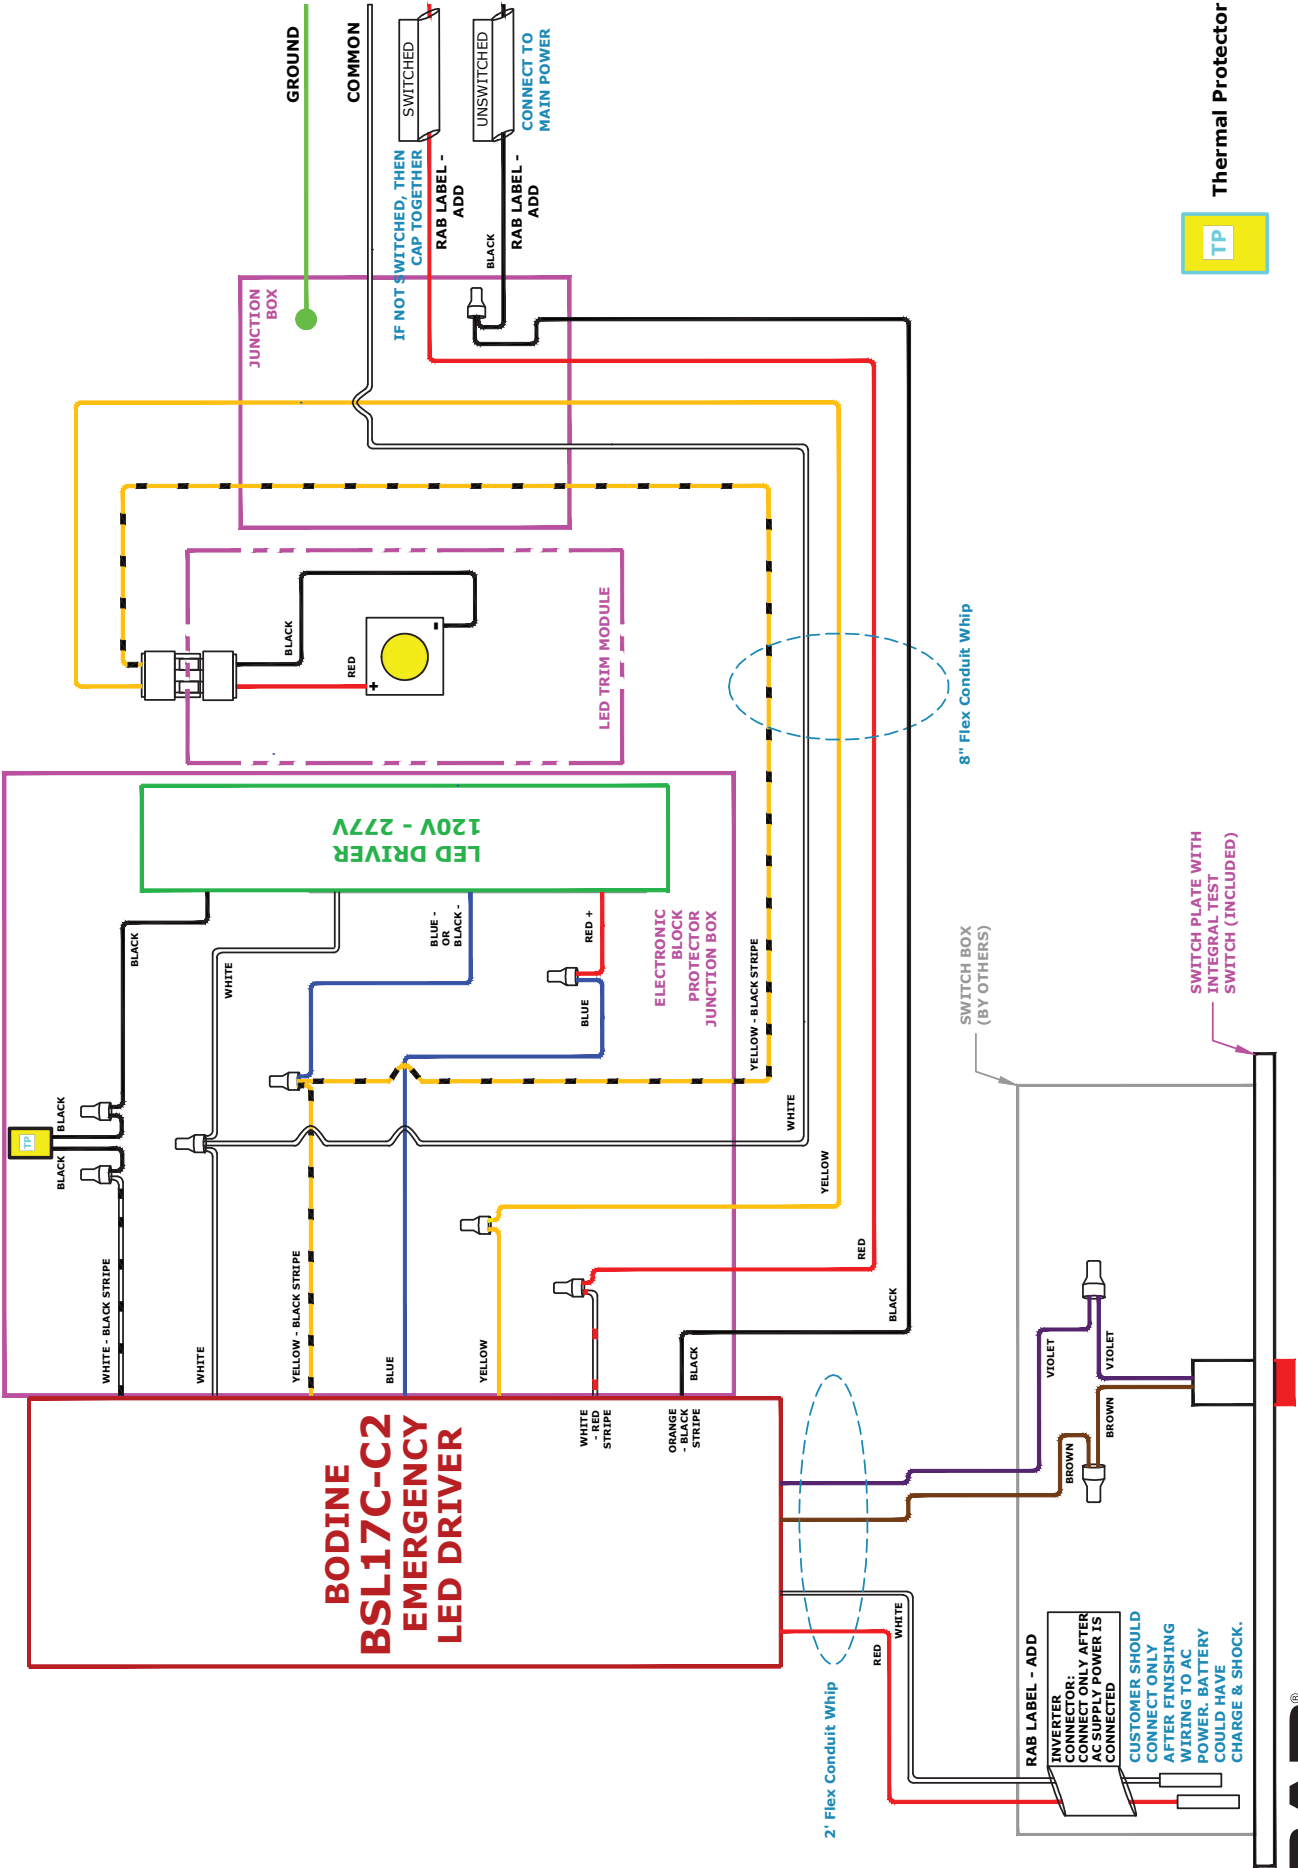 GROUND
COMMON
SWITCHED
UNSWITCHED
CONNECT TO
MAIN POWER
IF NOT SWITCHED, THEN
CAP TOGETHER
RAB LABEL -
ADD
RAB LABEL -
ADD
BLACK
JUNCTION
BOX
TP
Thermal Protector
BLACK
RED
+
-
LED TRIM MODULE
8" Flex Conduit Whip
LED DRIVER
120V - 277V
BLACK
WHITE
BLUE -
OR
BLACK -
RED +
BLUE
ELECTRONIC
BLOCK
PROTECTOR
JUNCTION BOX
YELLOW - BLACK STRIPE
TP
BLACK
BLACK
WHITE
YELLOW
RED
BLACK
WHITE - BLACK STRIPE
WHITE
YELLOW - BLACK STRIPE
BLUE
YELLOW
WHITE
- RED
STRIPE
BLACK
ORANGE
- BLACK
STRIPE
BODINE
BSL17C-C2
EMERGENCY
LED DRIVER
SWITCH BOX
(BY OTHERS)
SWITCH PLATE WITH
INTEGRAL TEST
SWITCH (INCLUDED)
VIOLET
VIOLET
BROWN
BROWN
WHITE
RED
2' Flex Conduit Whip
RAB LABEL - ADD
INVERTER
CONNECTOR:
CONNECT ONLY AFTER
AC SUPPLY POWER IS
CONNECTED
CUSTOMER SHOULD
CONNECT ONLY
AFTER FINISHING
WIRING TO AC
POWER. BATTERY
COULD HAVE
CHARGE & SHOCK.
RAB®